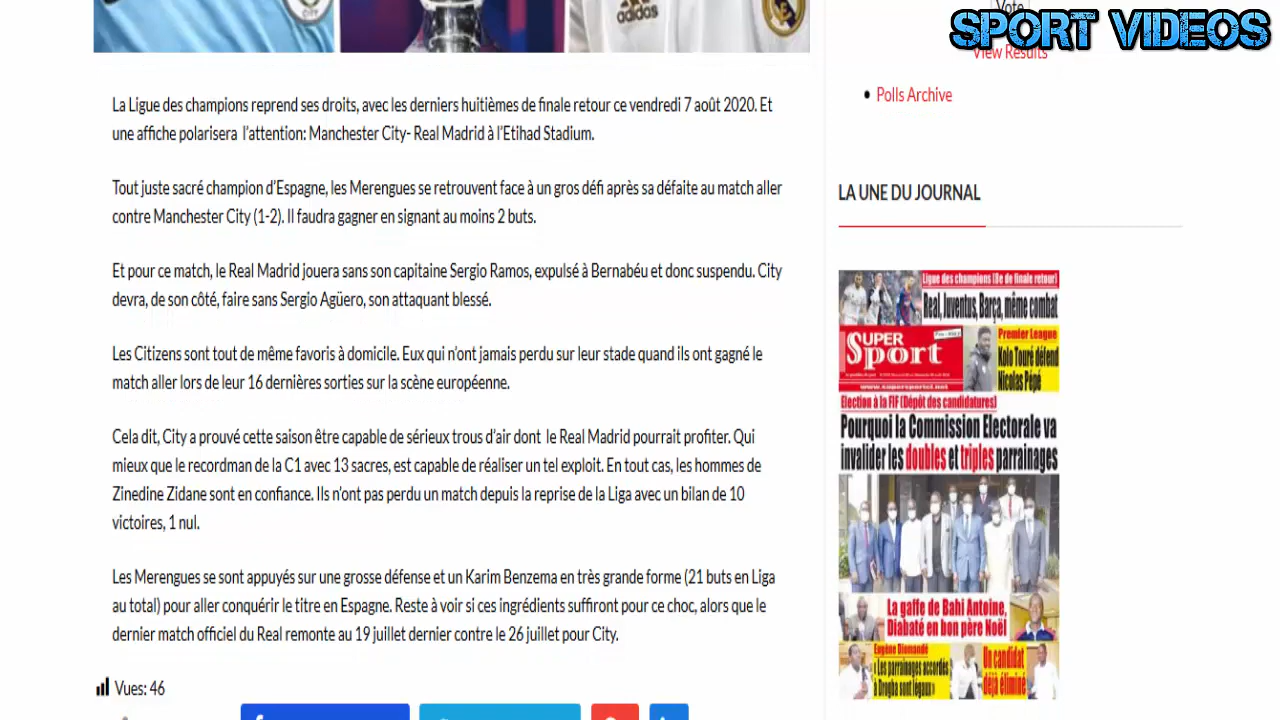 CITY
adidas
Vote
SPORT VIDEOS
View Results
Polls Archive
La Ligue des champions reprend ses droits, avec les derniers huitièmes de finale retour ce vendredi 7 août 2020. Et
une affiche polarisera l’attention: Manchester City- Real Madrid à l’Etihad Stadium.
Tout juste sacré champion d’Espagne, les Merengues se retrouvent face à un gros défi après sa défaite au match aller
contre Manchester City (1-2). Il faudra gagner en signant au moins 2 buts.
Et pour ce match, le Real Madrid jouera sans son capitaine Sergio Ramos, expulsé à Bernabéu et donc suspendu. City
devra, de son côté, faire sans Sergio Agüero, son attaquant blessé.
Les Citizens sont tout de même favoris à domicile. Eux qui n’ont jamais perdu sur leur stade quand ils ont gagné le
match aller lors de leur 16 dernières sorties sur la scène européenne.
Cela dit, City a prouvé cette saison être capable de sérieux trous d’air dont le Real Madrid pourrait profiter. Qui
mieux que le recordman de la C1 avec 13 sacres, est capable de réaliser un tel exploit. En tout cas, les hommes de
Zinedine Zidane sont en confiance. Ils n’ont pas perdu un match depuis la reprise de la Liga avec un bilan de 10
victoires, 1 nul.
Les Merengues se sont appuyés sur une grosse défense et un Karim Benzema en très grande forme (21 buts en Liga
au total) pour aller conquérir le titre en Espagne. Reste à voir si ces ingrédients suffiront pour ce choc, alors que le
dernier match officiel du Real remonte au 19 juillet dernier contre le 26 juillet pour City.
Vues: 46
LA UNE DU JOURNAL
Ligue des champions (8e de finale retour)
Real, Juventus, Barça, même combat
SUPER
Sport
www.supersportci.net
Premier League
Kolo Touré défend
Nicolas Pépé
Election à la FIF (Dépôt des candidatures)
Pourquoi la Commission Electorale va
invalider les doubles et triples parrainages
La gaffe de Bahi Antoine,
Diabaté en bon père Noël
Eugène Diomandé
« Les parrainages accordés
à Drogba sont légaux »
Un candidat
déjà éliminé